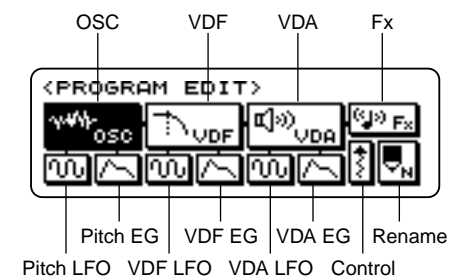 OSC VDF VDA Fx
<PROGRAM EDIT>
OSC VDF VDA Fx
N
Pitch EG VDF EG VDA EG Rename
Pitch LFO VDF LFO VDA LFO Control